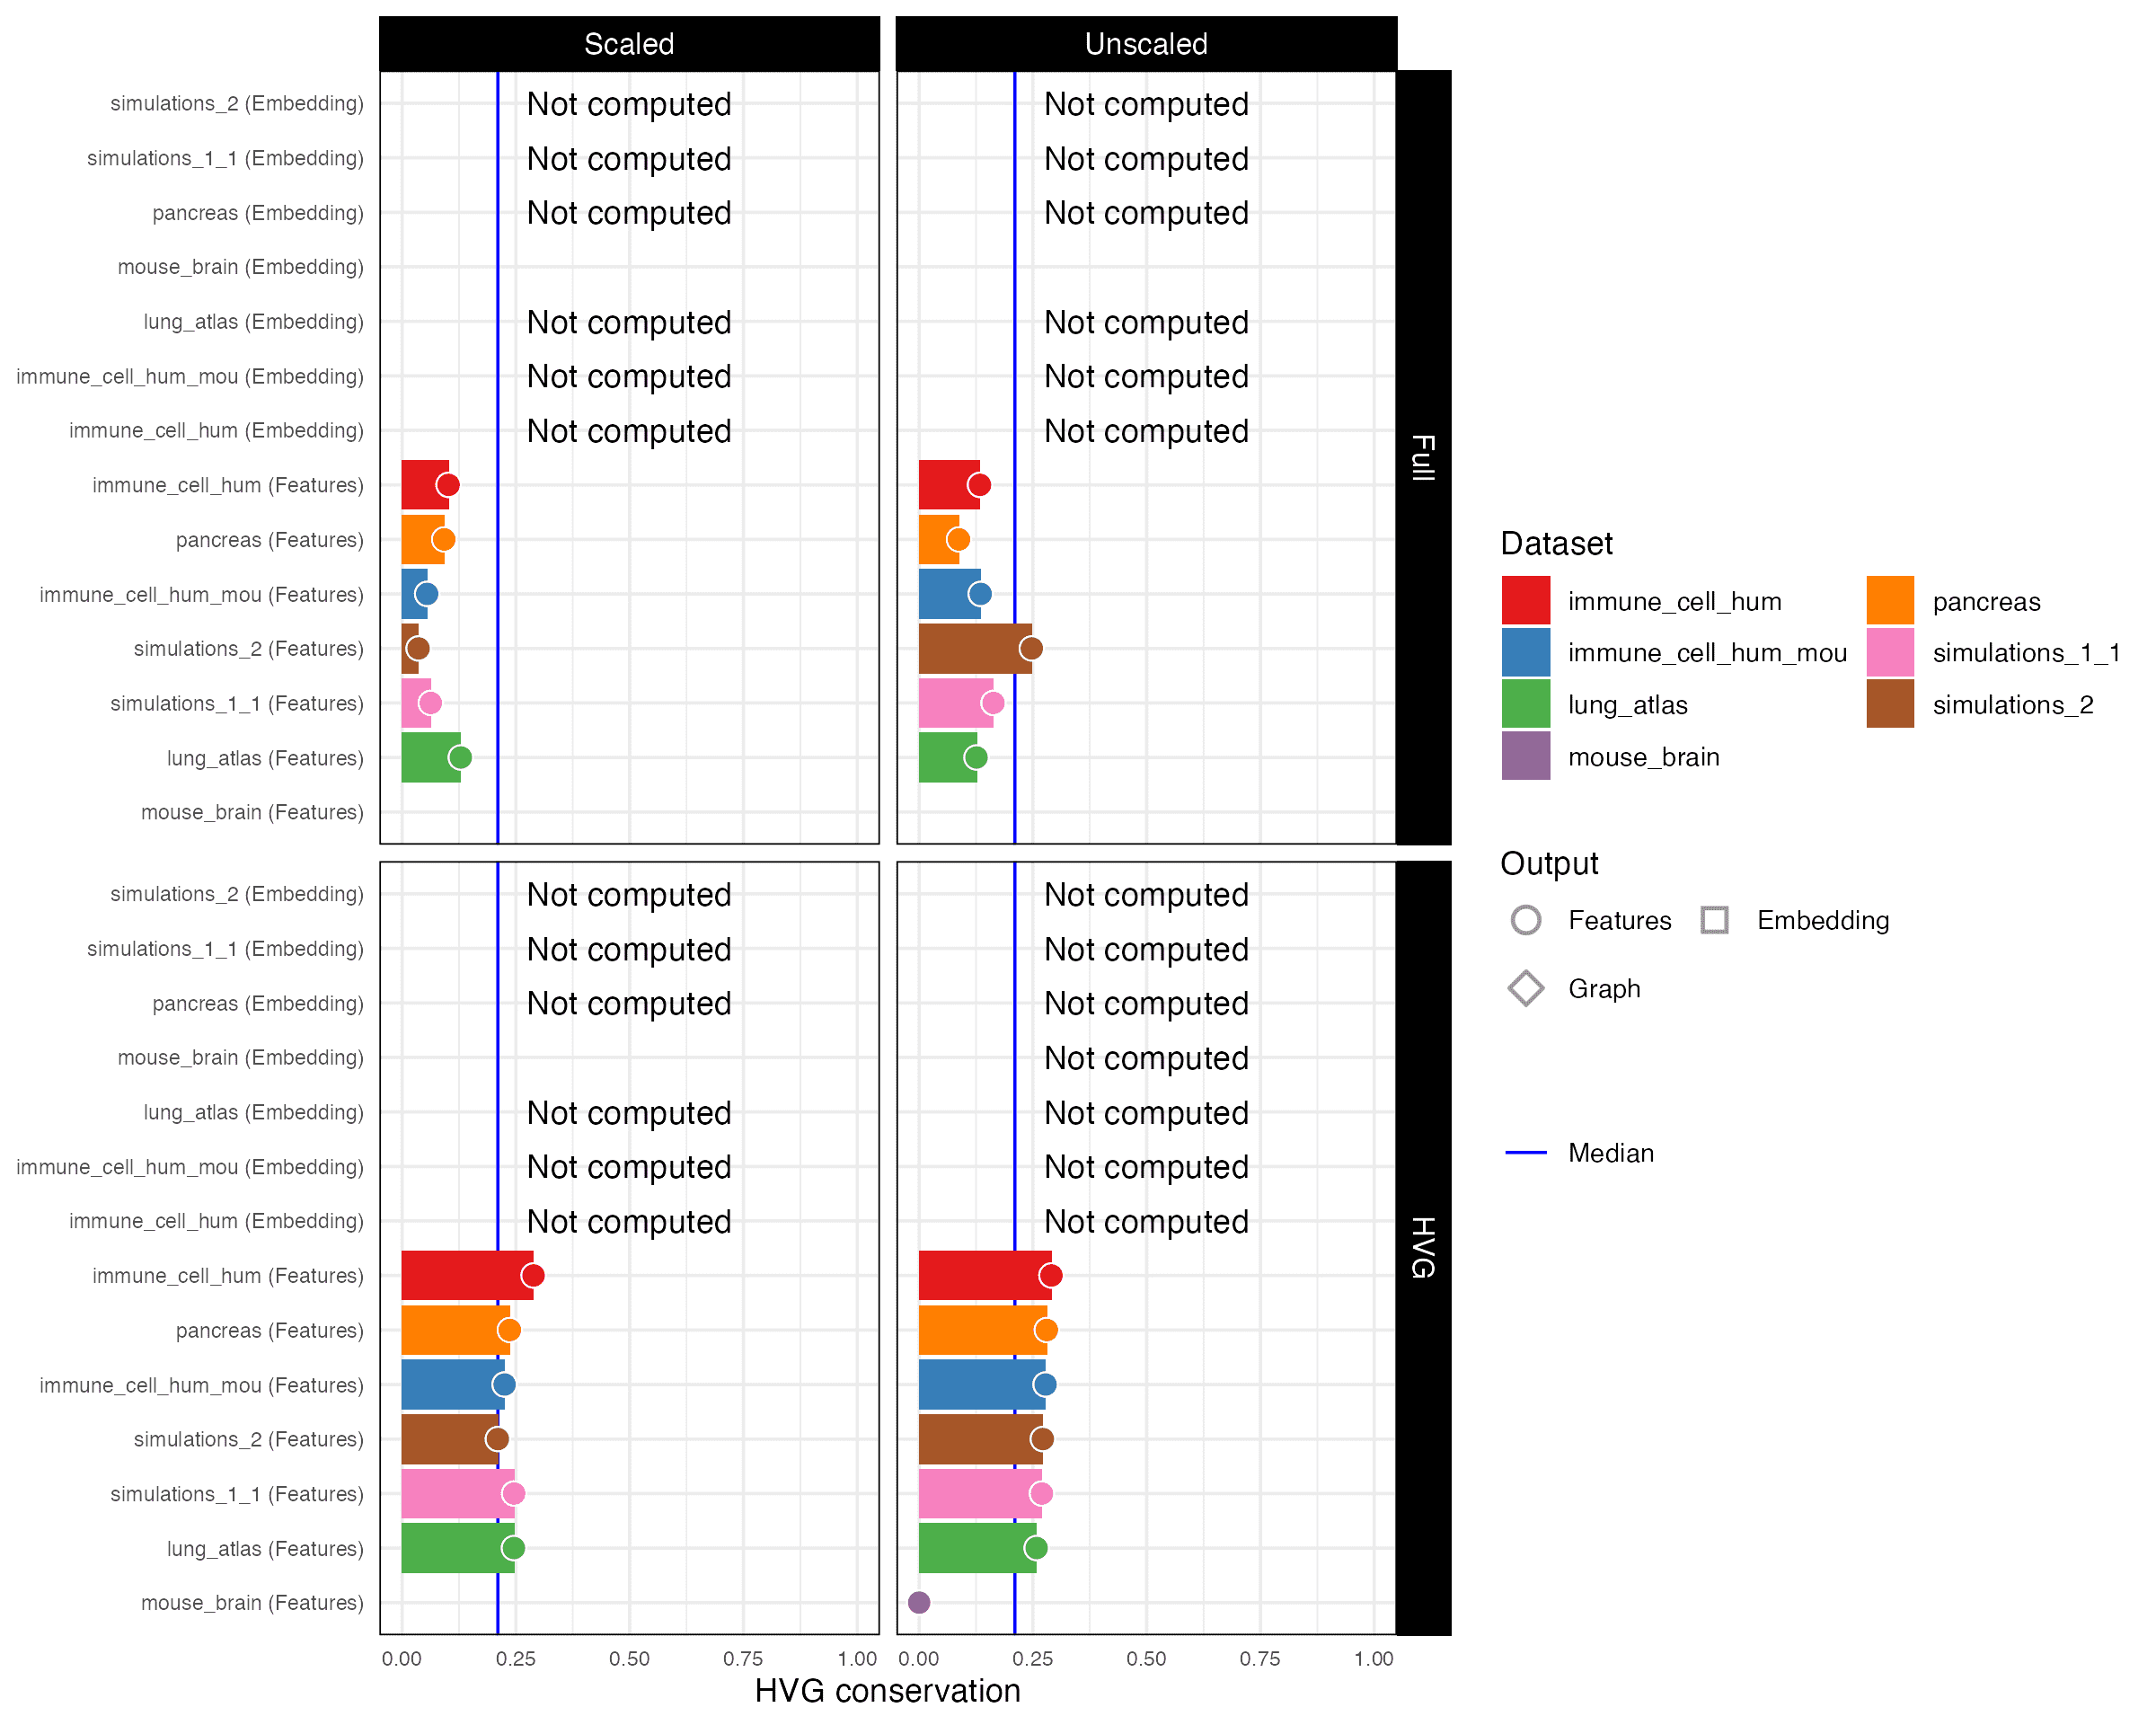 Scaled
Unscaled
simulations_2 (Embedding) Not computed Not computed
simulations_1_1 (Embedding) Not computed Not computed
pancreas (Embedding) Not computed Not computed
mouse_brain (Embedding)
lung_atlas (Embedding) Not computed Not computed
immune_cell_hum_mou (Embedding) Not computed Not computed
immune_cell_hum (Embedding) Not computed Not computed
immune_cell_hum (Features)
pancreas (Features)
immune_cell_hum_mou (Features)
simulations_2 (Features)
simulations_1_1 (Features)
lung_atlas (Features)
mouse_brain (Features)
Full
simulations_2 (Embedding) Not computed Not computed
simulations_1_1 (Embedding) Not computed Not computed
pancreas (Embedding) Not computed Not computed
mouse_brain (Embedding) Not computed
lung_atlas (Embedding) Not computed Not computed
immune_cell_hum_mou (Embedding) Not computed Not computed
immune_cell_hum (Embedding) Not computed Not computed
immune_cell_hum (Features)
pancreas (Features)
immune_cell_hum_mou (Features)
simulations_2 (Features)
simulations_1_1 (Features)
lung_atlas (Features)
mouse_brain (Features)
HVG
0.00 0.25 0.50 0.75 1.00 0.00 0.25 0.50 0.75 1.00
HVG conservation
Dataset
immune_cell_hum pancreas
immune_cell_hum_mou simulations_1_1
lung_atlas simulations_2
mouse_brain
Output
Features Embedding
Graph
Median